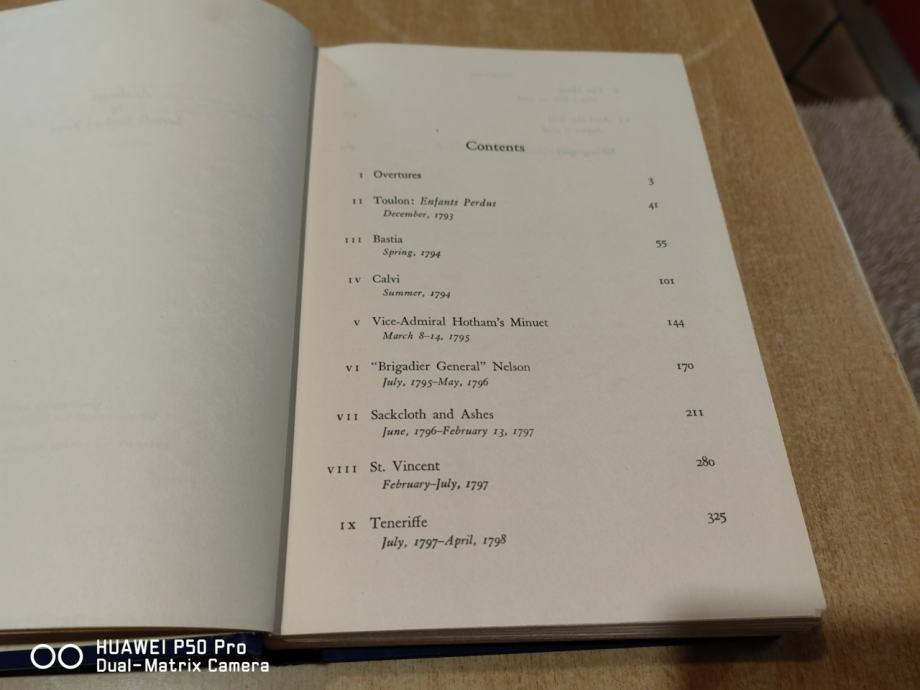 Contents
I Overtures 3
II Toulon: Enfants Perdus 41
December, 1793
III Bastia 55
Spring, 1794
IV Calvi 101
Summer, 1794
V Vice-Admiral Hotham's Minuet 144
March 8–14, 1795
VI "Brigadier General" Nelson 170
July, 1795–May, 1796
VII Sackcloth and Ashes 211
June, 1796–February 13, 1797
VIII St. Vincent 280
February–July, 1797
IX Teneriffe 325
July, 1797–April, 1798
HUAWEI P50 Pro
Dual-Matrix Camera